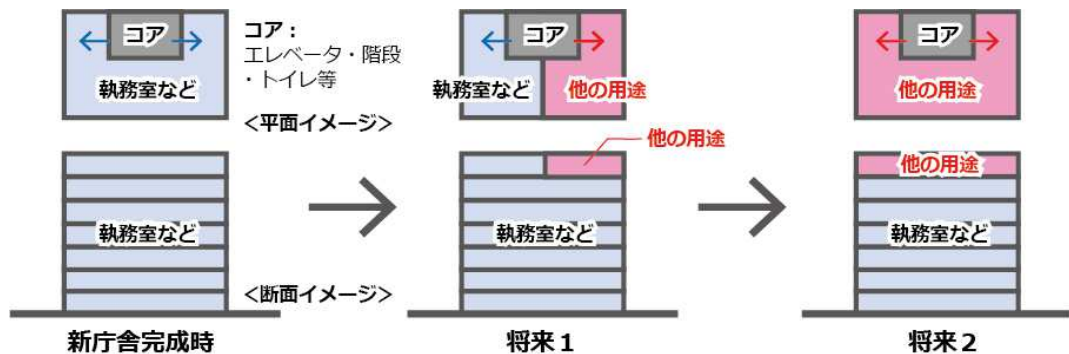 コア
執務室など
コア：
エレベータ・階段
・トイレ等
<平面イメージ>
執務室など
<断面イメージ>
新庁舎完成時
コア
執務室など
他の用途
他の用途
執務室など
将来１
コア
他の用途
他の用途
執務室など
将来２